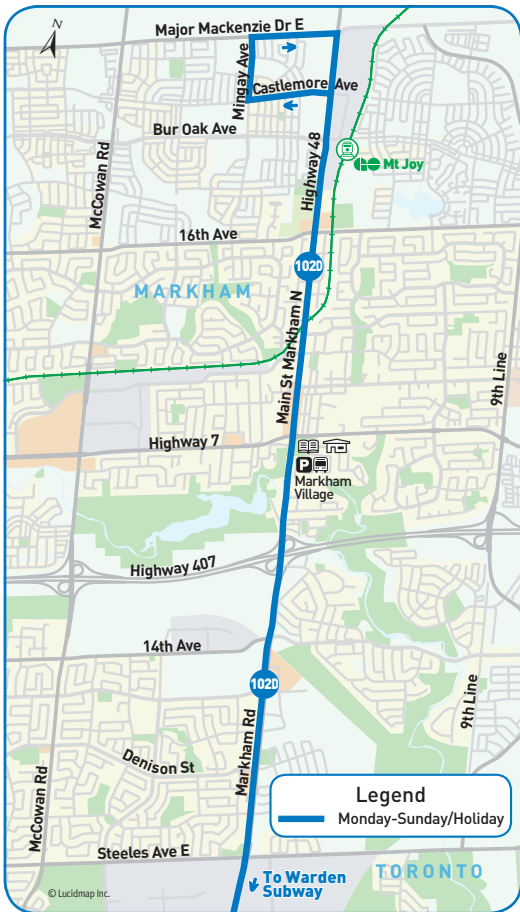 N
Major Mackenzie Dr E
Mingay Ave
Castlemore Ave
Bur Oak Ave
Highway 48
Mt Joy
McCowan Rd
16th Ave
102D
MARKHAM
Main St Markham N
9th Line
Highway 7
P
Markham
Village
Highway 407
14th Ave
102D
9th Line
Markham Rd
Denison St
McCowan Rd
Legend
Monday-Sunday/Holiday
Steeles Ave E
To Warden
Subway
TORONTO
© Lucidmap Inc.